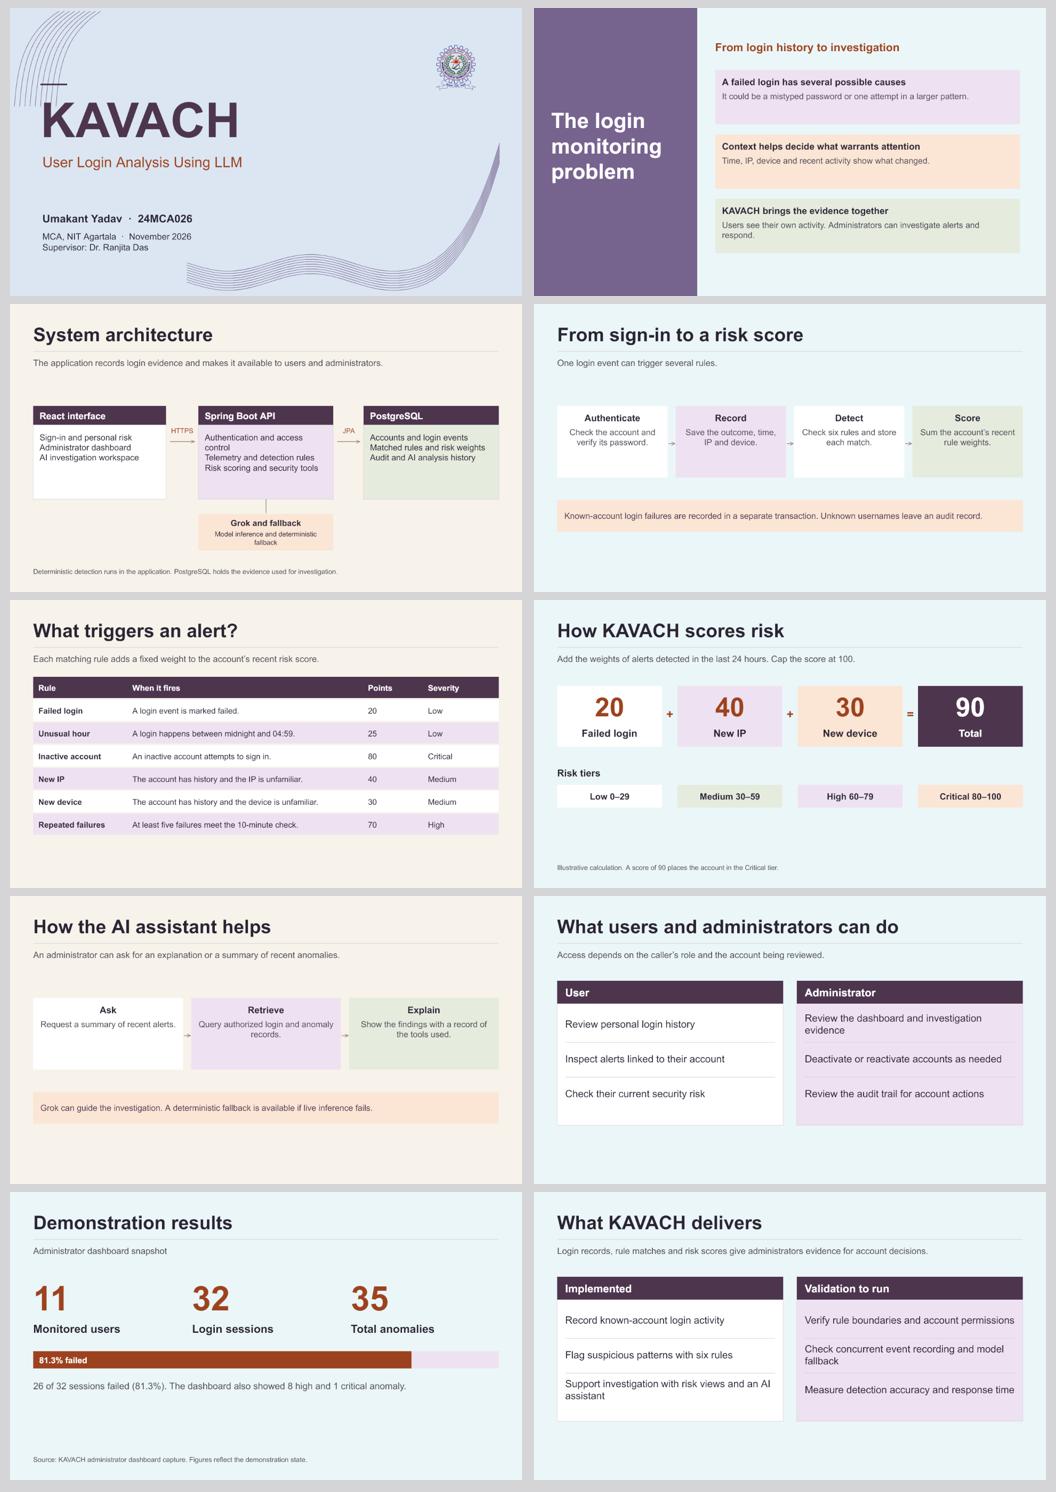 KAVACH
User Login Analysis Using LLM
Umakant Yadav · 24MCA026
MCA, NIT Agartala · November 2026
Supervisor: Dr. Ranjita Das
The login
monitoring
problem
From login history to investigation
A failed login has several possible causes
It could be a mistyped password or one attempt in a larger pattern.
Context helps decide what warrants attention
Time, IP, device and recent activity show what changed.
KAVACH brings the evidence together
Users see their own activity. Administrators can investigate alerts and
respond.
System architecture
The application records login evidence and makes it available to users and administrators.
React interface
Sign-in and personal risk
Administrator dashboard
AI investigation workspace
HTTPS
Spring Boot API
Authentication and access
control
Telemetry and detection rules
Risk scoring and security tools
JPA
PostgreSQL
Accounts and login events
Matched rules and risk weights
Audit and AI analysis history
Grok and fallback
Model inference and deterministic
fallback
Deterministic detection runs in the application. PostgreSQL holds the evidence used for investigation.
From sign-in to a risk score
One login event can trigger several rules.
Authenticate
Check the account and
verify its password.
Record
Save the outcome, time,
IP and device.
Detect
Check six rules and store
each match.
Score
Sum the account's recent
rule weights.
Known-account login failures are recorded in a separate transaction. Unknown usernames leave an audit record.
What triggers an alert?
Each matching rule adds a fixed weight to the account's recent risk score.
Rule When it fires Points Severity
Failed login A login event is marked failed. 20 Low
Unusual hour A login happens between midnight and 04:59. 25 Low
Inactive account An inactive account attempts to sign in. 80 Critical
New IP The account has history and the IP is unfamiliar. 40 Medium
New device The account has history and the device is unfamiliar. 30 Medium
Repeated failures At least five failures meet the 10-minute check. 70 High
How KAVACH scores risk
Add the weights of alerts detected in the last 24 hours. Cap the score at 100.
20 + 40 + 30 = 90
Failed login New IP New device Total
Risk tiers
Low 0–29 Medium 30–59 High 60–79 Critical 80–100
Illustrative calculation. A score of 90 places the account in the Critical tier.
How the AI assistant helps
An administrator can ask for an explanation or a summary of recent anomalies.
Ask
Request a summary of recent alerts.
Retrieve
Query authorized login and anomaly
records.
Explain
Show the findings with a record of
the tools used.
Grok can guide the investigation. A deterministic fallback is available if live inference fails.
What users and administrators can do
Access depends on the caller's role and the account being reviewed.
User
Review personal login history
Inspect alerts linked to their account
Check their current security risk
Administrator
Review the dashboard and investigation
evidence
Deactivate or reactivate accounts as needed
Review the audit trail for account actions
Demonstration results
Administrator dashboard snapshot
11 32 35
Monitored users Login sessions Total anomalies
81.3% failed
26 of 32 sessions failed (81.3%). The dashboard also showed 8 high and 1 critical anomaly.
Source: KAVACH administrator dashboard capture. Figures reflect the demonstration state.
What KAVACH delivers
Login records, rule matches and risk scores give administrators evidence for account decisions.
Implemented
Record known-account login activity
Flag suspicious patterns with six rules
Support investigation with risk views and an AI
assistant
Validation to run
Verify rule boundaries and account permissions
Check concurrent event recording and model
fallback
Measure detection accuracy and response time